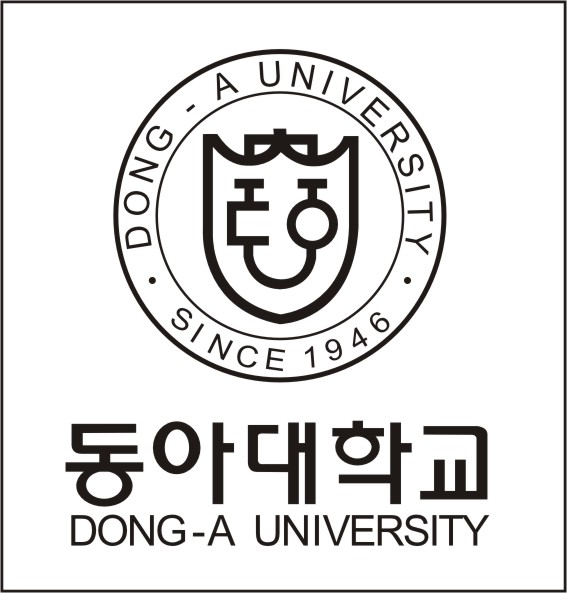 DONG - A UNIVERSITY
· SINCE 1946 ·
동아대학교
DONG-A UNIVERSITY